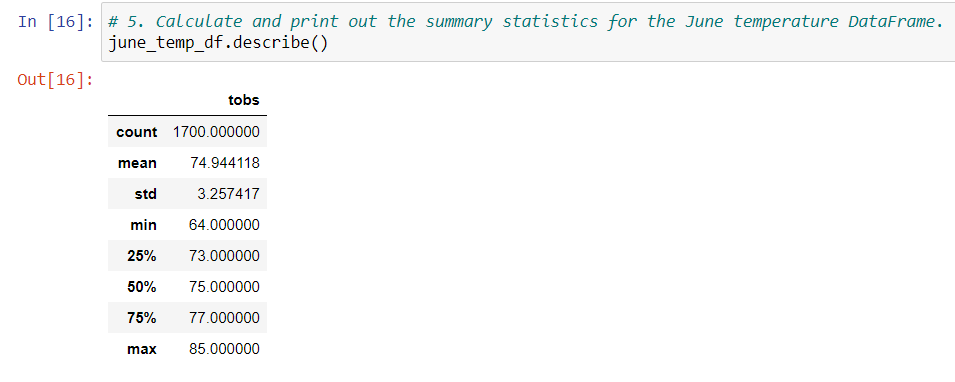 In [16]: # 5. Calculate and print out the summary statistics for the June temperature DataFrame.
june_temp_df.describe()
Out[16]:
tobs
count 1700.000000
mean 74.944118
std 3.257417
min 64.000000
25% 73.000000
50% 75.000000
75% 77.000000
max 85.000000